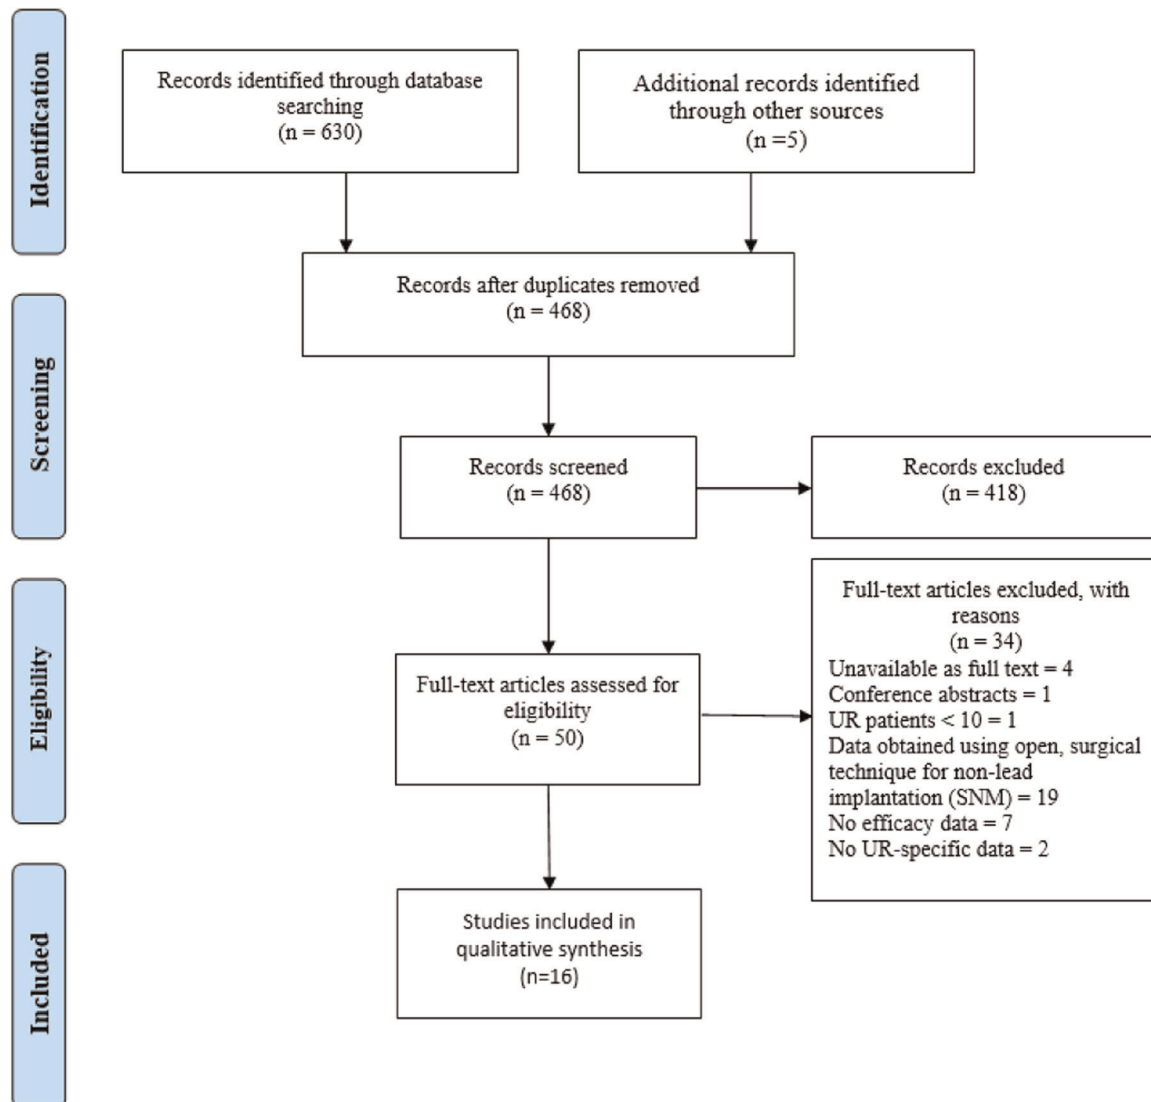 Identification
Records identified through database
searching
(n = 630)
Additional records identified
through other sources
(n =5)
Records after duplicates removed
(n = 468)
Screening
Records screened
(n = 468)
Records excluded
(n = 418)
Eligibility
Full-text articles assessed for
eligibility
(n = 50)
Full-text articles excluded, with
reasons
(n = 34)
Unavailable as full text = 4
Conference abstracts = 1
UR patients < 10 = 1
Data obtained using open, surgical
technique for non-lead
implantation (SNM) = 19
No efficacy data = 7
No UR-specific data = 2
Included
Studies included in
qualitative synthesis
(n=16)